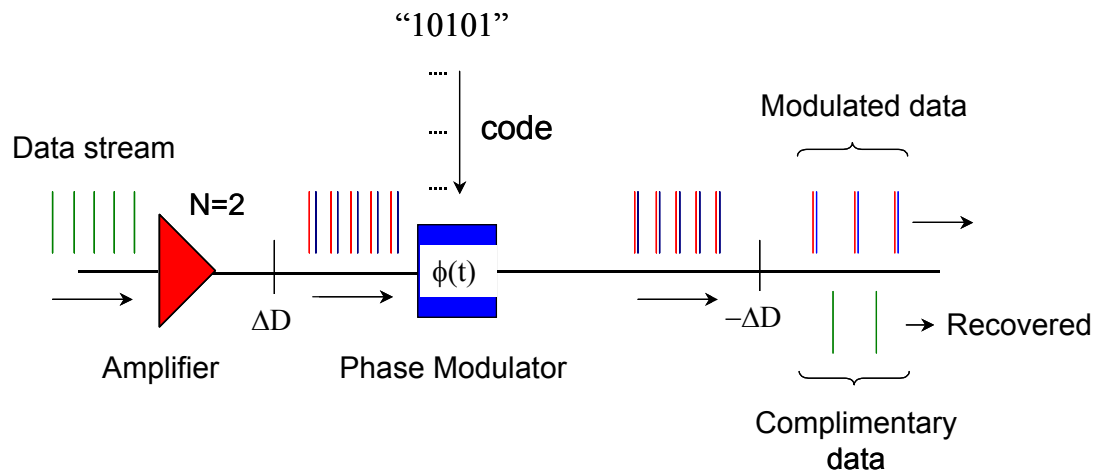 “10101”
code
Modulated data
Data stream
N=2
ϕ(t)
ΔD
−ΔD
Recovered
Amplifier
Phase Modulator
Complimentary
data